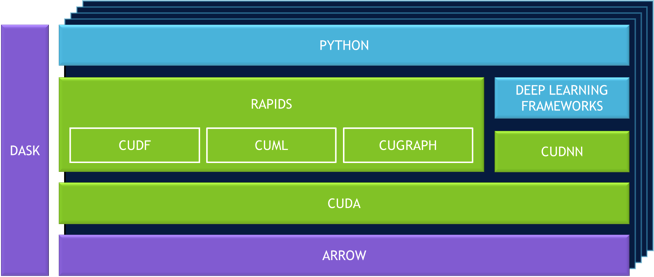 PYTHON
DASK
RAPIDS
DEEP LEARNING
FRAMEWORKS
CUDF
CUML
CUGRAPH
CUDNN
CUDA
ARROW